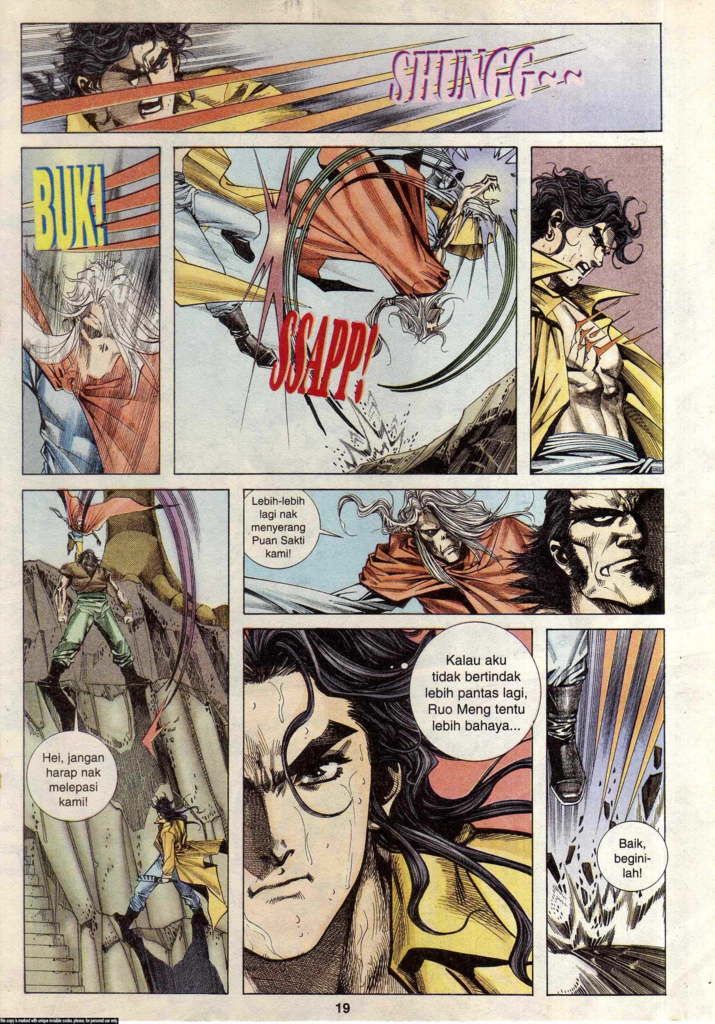 SHUNGG~~
BUK!
SSAPP!
Hei, jangan
harap nak
melepasi
kami!
Lebih-lebih
lagi nak
menyerang
Puan Sakti
kami!
Kalau aku
tidak bertindak
lebih pantas lagi,
Ruo Meng tentu
lebih bahaya...
Baik,
begini-
lah!
19